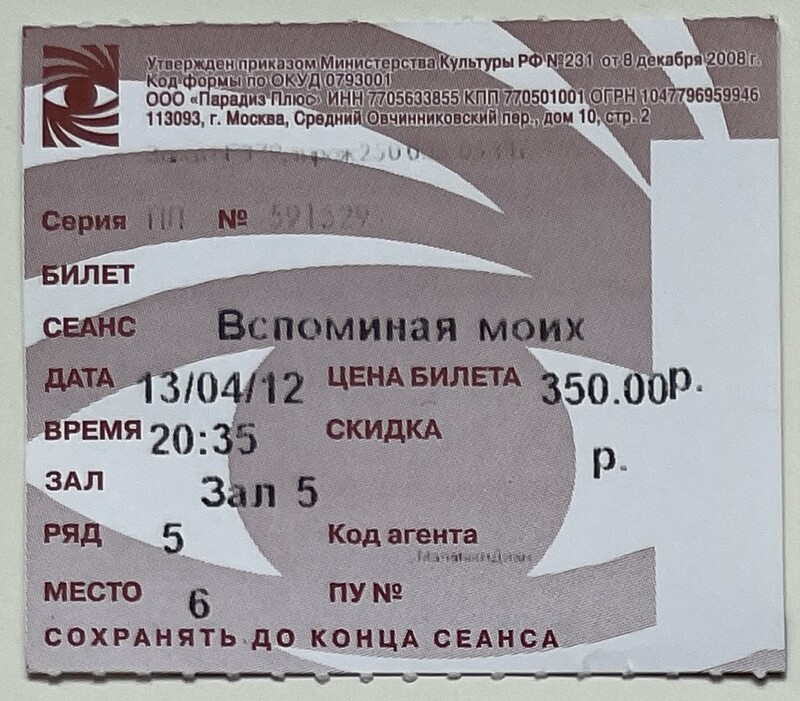 Утвержден приказом Министерства Культуры РФ №231 от 8 декабря 2008 г.
Код формы по ОКУД 0793001
ООО «Парадиз Плюс» ИНН 7705633855 КПП 770501001 ОГРН 1047796959946
113093, г. Москва, Средний Овчинниковский пер., дом 10, стр. 2
Серия ПП № 591529
БИЛЕТ
СЕАНС Вспоминая моих
ДАТА 13/04/12 ЦЕНА БИЛЕТА 350.00р.
ВРЕМЯ 20:35 СКИДКА р.
ЗАЛ Зал 5
РЯД 5 Код агента
МЕСТО 6 ПУ №
СОХРАНЯТЬ ДО КОНЦА СЕАНСА